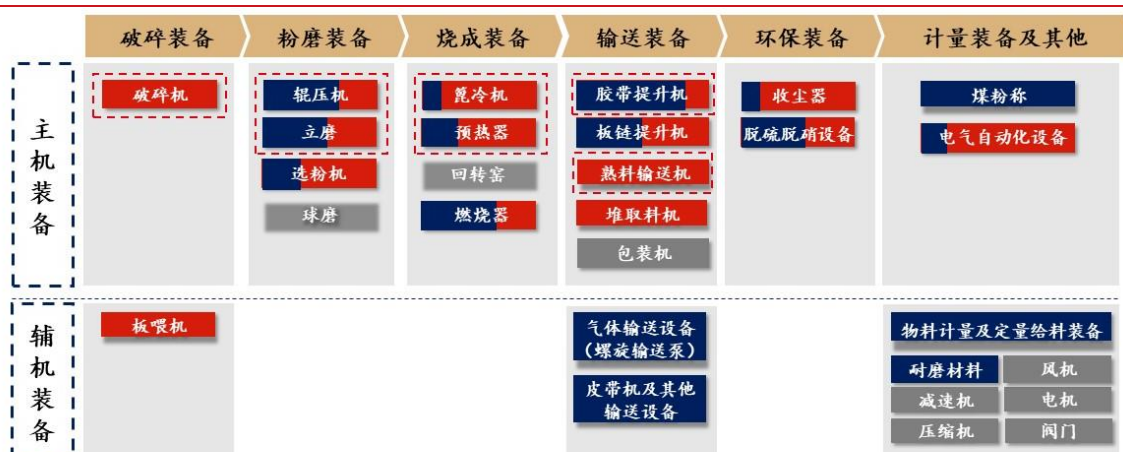 破碎装备
粉磨装备
烧成装备
输送装备
环保装备
计量装备及其他
主机装备
破碎机
辊压机
立磨
选粉机
球磨
篦冷机
预热器
回转窑
燃烧器
胶带提升机
板链提升机
熟料输送机
堆取料机
包装机
收尘器
脱硫脱硝设备
煤粉称
电气自动化设备
辅机装备
板喂机
气体输送设备
（螺旋输送泵）
皮带机及其他
输送设备
物料计量及定量给料装备
耐磨材料
风机
减速机
电机
压缩机
阀门